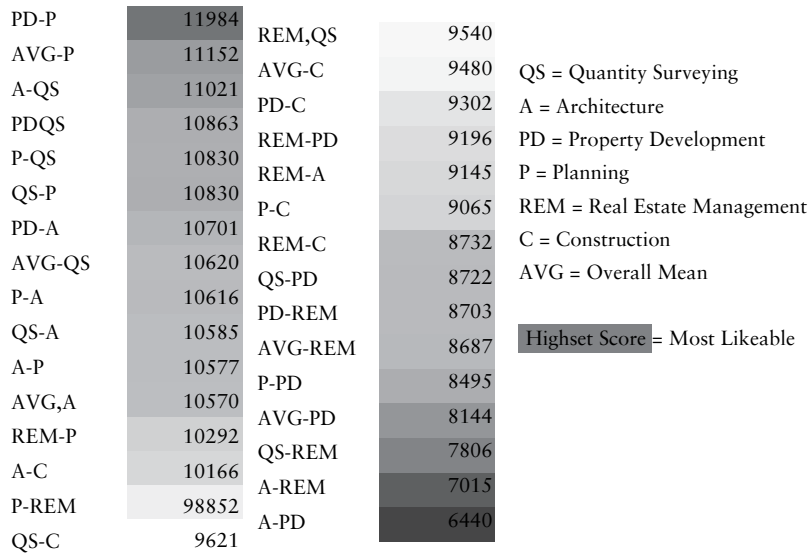 PD-P 11984
AVG-P 11152
A-QS 11021
PDQS 10863
P-QS 10830
QS-P 10830
PD-A 10701
AVG-QS 10620
P-A 10616
QS-A 10585
A-P 10577
AVG,A 10570
REM-P 10292
A-C 10166
P-REM 98852
QS-C 9621
REM,QS 9540
AVG-C 9480
PD-C 9302
REM-PD 9196
REM-A 9145
P-C 9065
REM-C 8732
QS-PD 8722
PD-REM 8703
AVG-REM 8687
P-PD 8495
AVG-PD 8144
QS-REM 7806
A-REM 7015
A-PD 6440
QS = Quantity Surveying
A = Architecture
PD = Property Development
P = Planning
REM = Real Estate Management
C = Construction
AVG = Overall Mean
Highset Score = Most Likeable